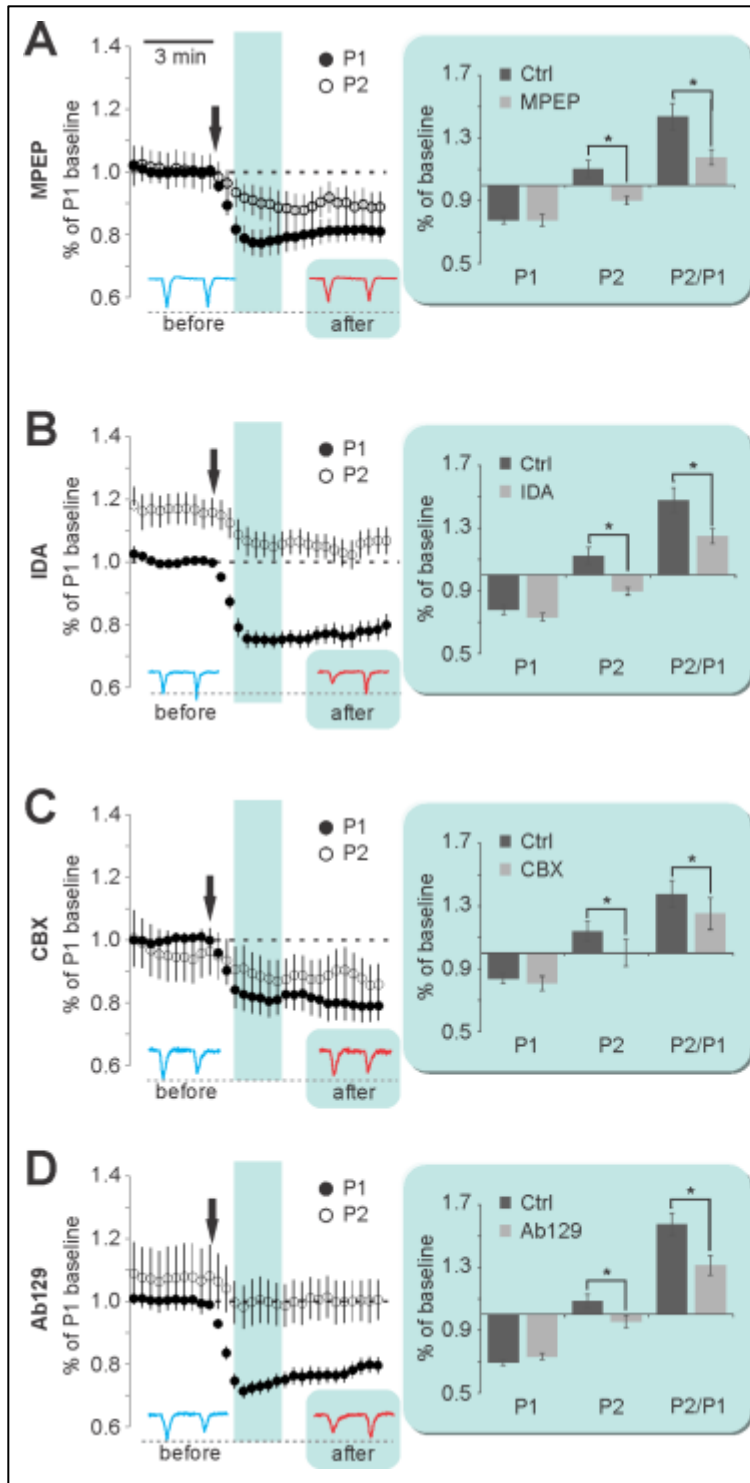 A
MPEP
% of P1 baseline
1.4
1.2
1.0
0.8
0.6
3 min
P1
P2
before
after
% of baseline
1.7
1.3
0.9
0.5
Ctrl
MPEP
*
*
P1
P2
P2/P1
B
IDA
% of P1 baseline
1.4
1.2
1.0
0.8
0.6
P1
P2
before
after
% of baseline
1.7
1.3
0.9
0.5
Ctrl
IDA
*
*
P1
P2
P2/P1
C
CBX
% of P1 baseline
1.4
1.2
1.0
0.8
0.6
P1
P2
before
after
% of baseline
1.7
1.3
0.9
0.5
Ctrl
CBX
*
*
P1
P2
P2/P1
D
Ab129
% of P1 baseline
1.4
1.2
1.0
0.8
0.6
P1
P2
before
after
% of baseline
1.7
1.3
0.9
0.5
Ctrl
Ab129
*
*
P1
P2
P2/P1